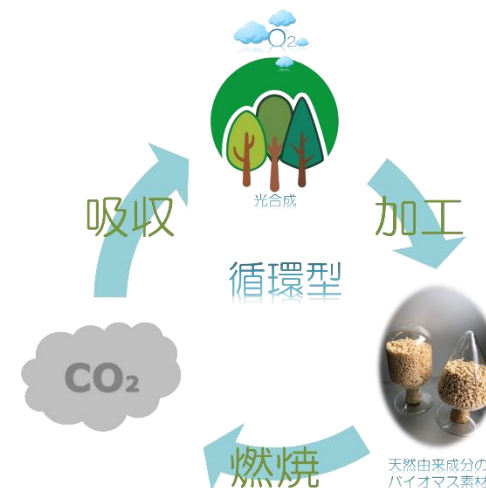 O₂
光合成
吸収
加工
循環型
CO₂
燃焼
天然由来成分の
バイオマス素材